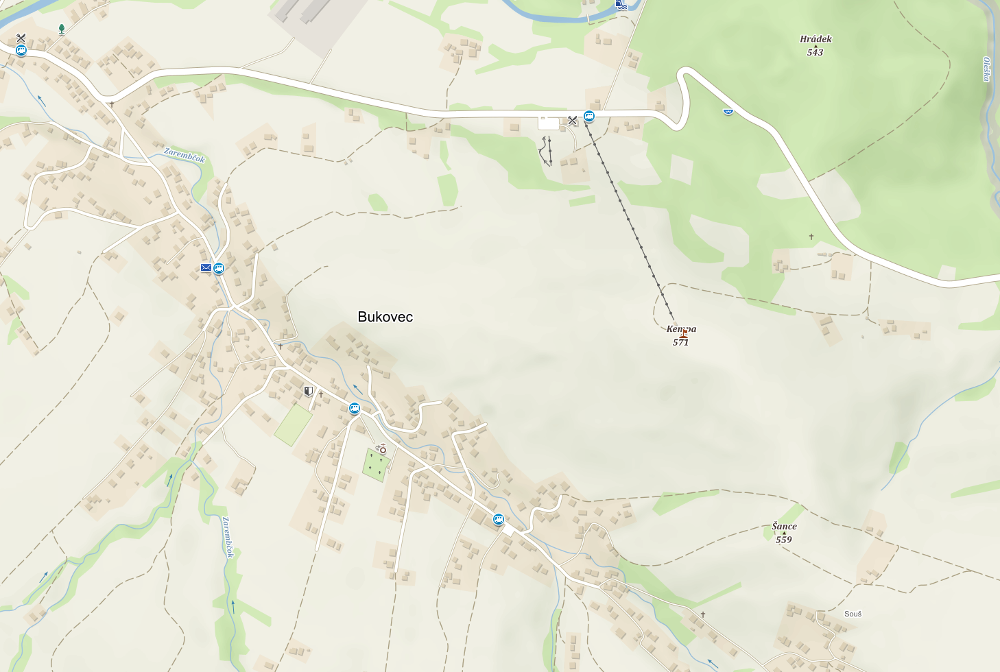 Hrádek
543
Oleška
Zarembčok
Bukovec
Kempa
571
Zarembčok
Šance
559
Souš